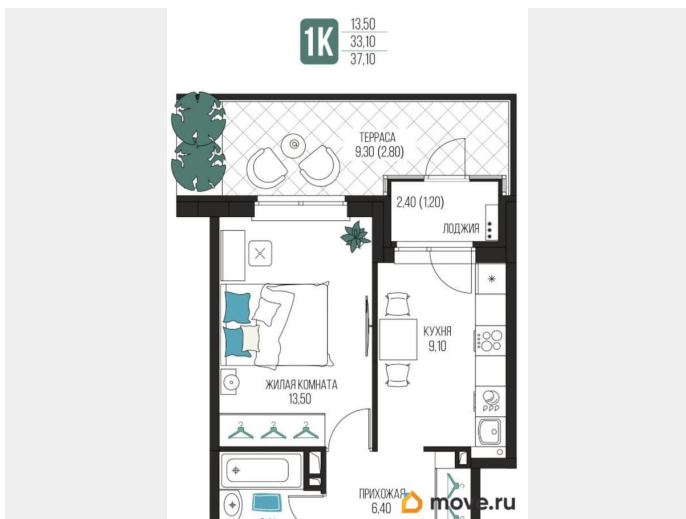 1К
13.50
33,10
37,10
ТЕРРАСА
9.30 (2.80)
2.40 (1.20)
ЛОДЖИЯ
КУХНЯ
9,10
ЖИЛАЯ КОМНАТА
13,50
ПРИХОЖАЯ
6,40
move.ru